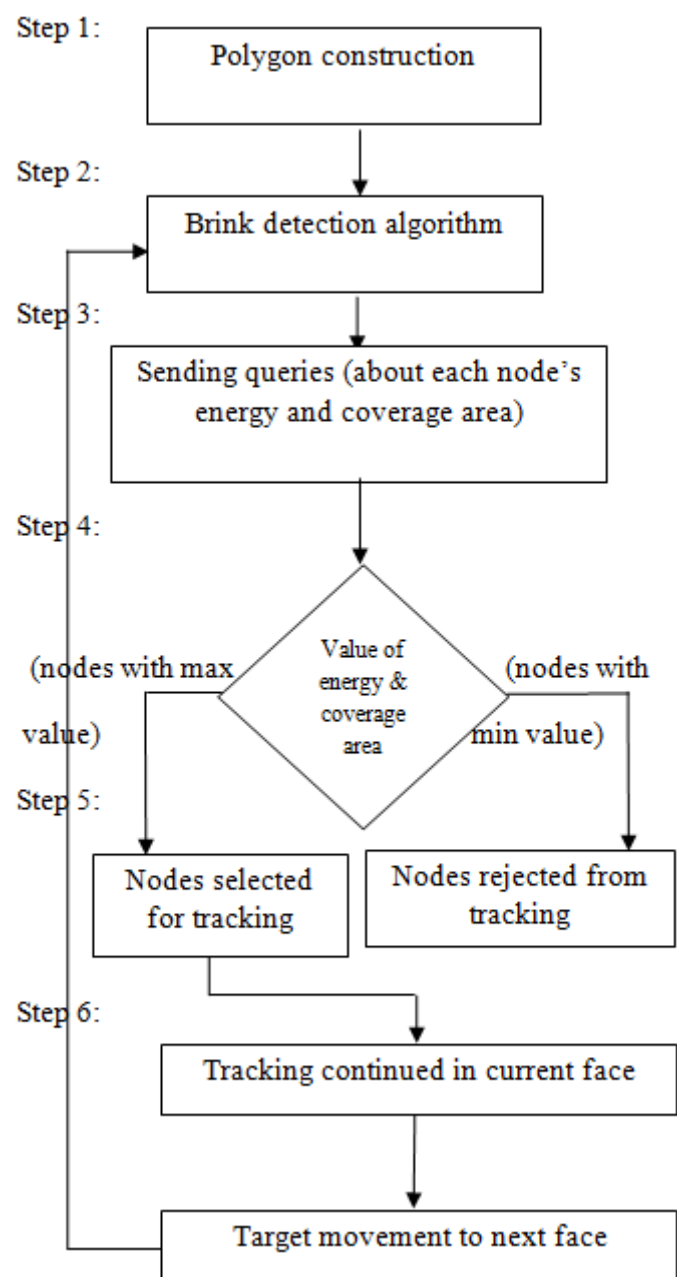 Step 1:
Polygon construction
Step 2:
Brink detection algorithm
Step 3:
Sending queries (about each node’s
energy and coverage area)
Step 4:
Value of
energy &
coverage
area
(nodes with max
value)
(nodes with
min value)
Step 5:
Nodes selected
for tracking
Nodes rejected from
tracking
Step 6:
Tracking continued in current face
Target movement to next face